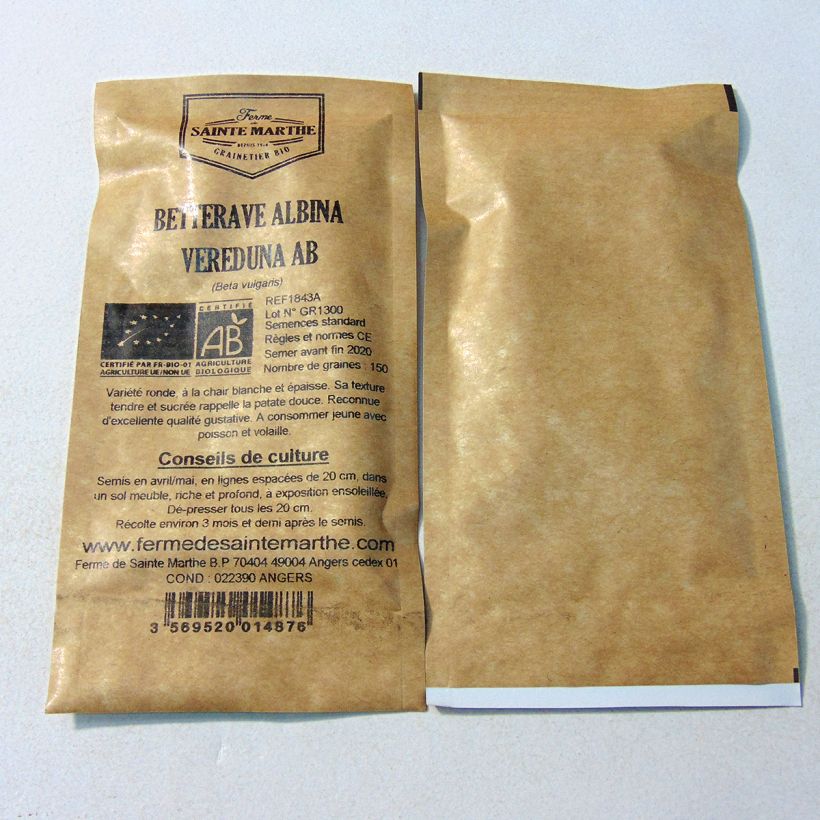 Ferme
de
SAINTE MARTHE
DEPUIS 1974
GRAINETIER BIO
BETTERAVE ALBINA
VEREDUNA AB
(Beta vulgaris)
REF1843A
Lot N° GR1300
Semences standard
Règles et normes CE
Semer avant fin 2020
Nombre de graines : 150
CERTIFIÉ
AB
AGRICULTURE
BIOLOGIQUE
CERTIFIÉ PAR FR-BIO-01
AGRICULTURE UE/NON UE
Variété ronde, à la chair blanche et épaisse. Sa texture
tendre et sucrée rappelle la patate douce. Reconnue
d'excellente qualité gustative. A consommer jeune avec
poisson et volaille.
Conseils de culture
Semis en avril/mai, en lignes espacées de 20 cm, dans
un sol meuble, riche et profond, a exposition ensoleillée,
Dé-presser tous les 20 cm.
Récolte environ 3 mois et demi après le semis.
www.fermedesaintemarthe.com
Ferme de Sainte Marthe B.P 70404 49004 Angers cedex 01
COND : 022390 ANGERS
3 569520 014876